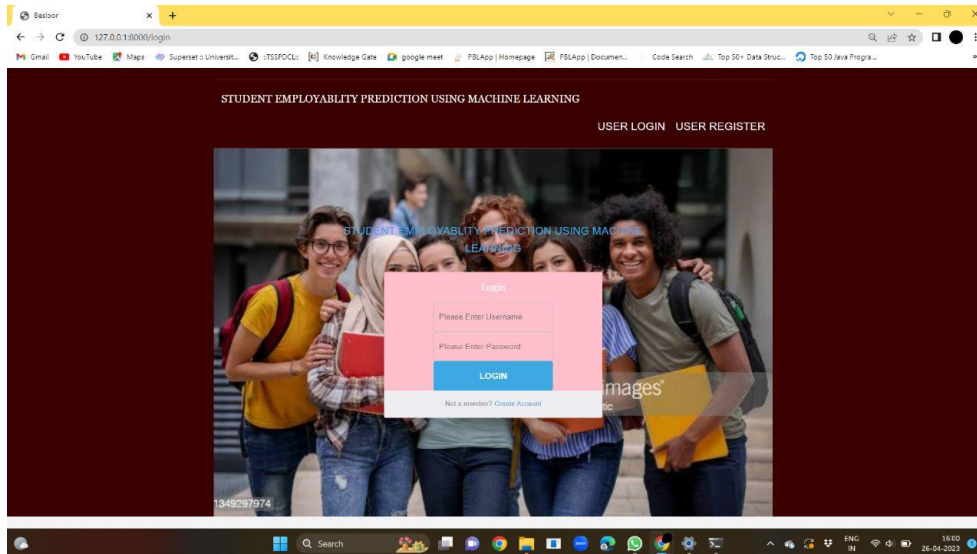 Besloor
127.0.0.1:8000/login
Gmail YouTube Maps Superset :: Universit... ::TSSPDCL:: Knowledge Gate google meet PBLApp | Homepage PBLApp | Documen... Code Search Top 50+ Data Struc... Top 50 Java Progra...
STUDENT EMPLOYABLITY PREDICTION USING MACHINE LEARNING
USER LOGIN USER REGISTER
STUDENT EMPLOYABLITY PREDICTION USING MACHINE
LEARNING
Login
Please Enter Username
Please Enter Password
LOGIN
Not a member? Create Account
images
1349297974
Search
ENG
IN
16:00
26-04-2023